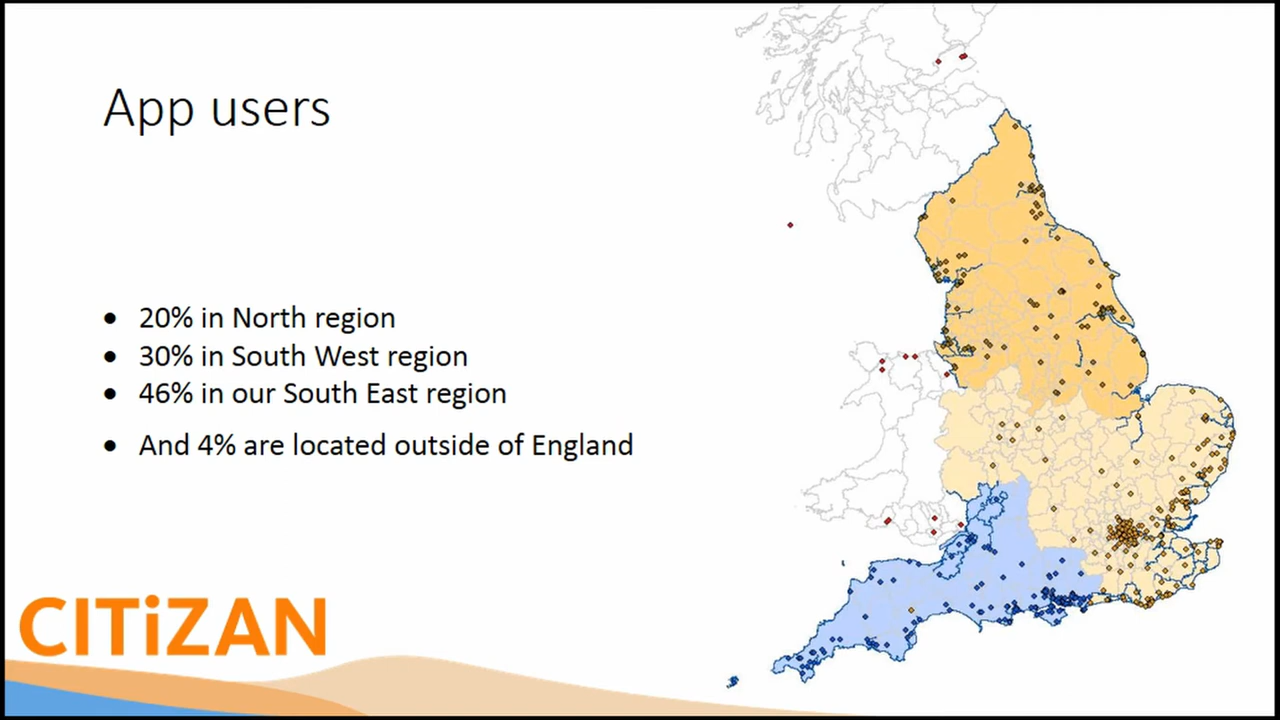 App users
• 20% in North region
• 30% in South West region
• 46% in our South East region
• And 4% are located outside of England
CITiZAN